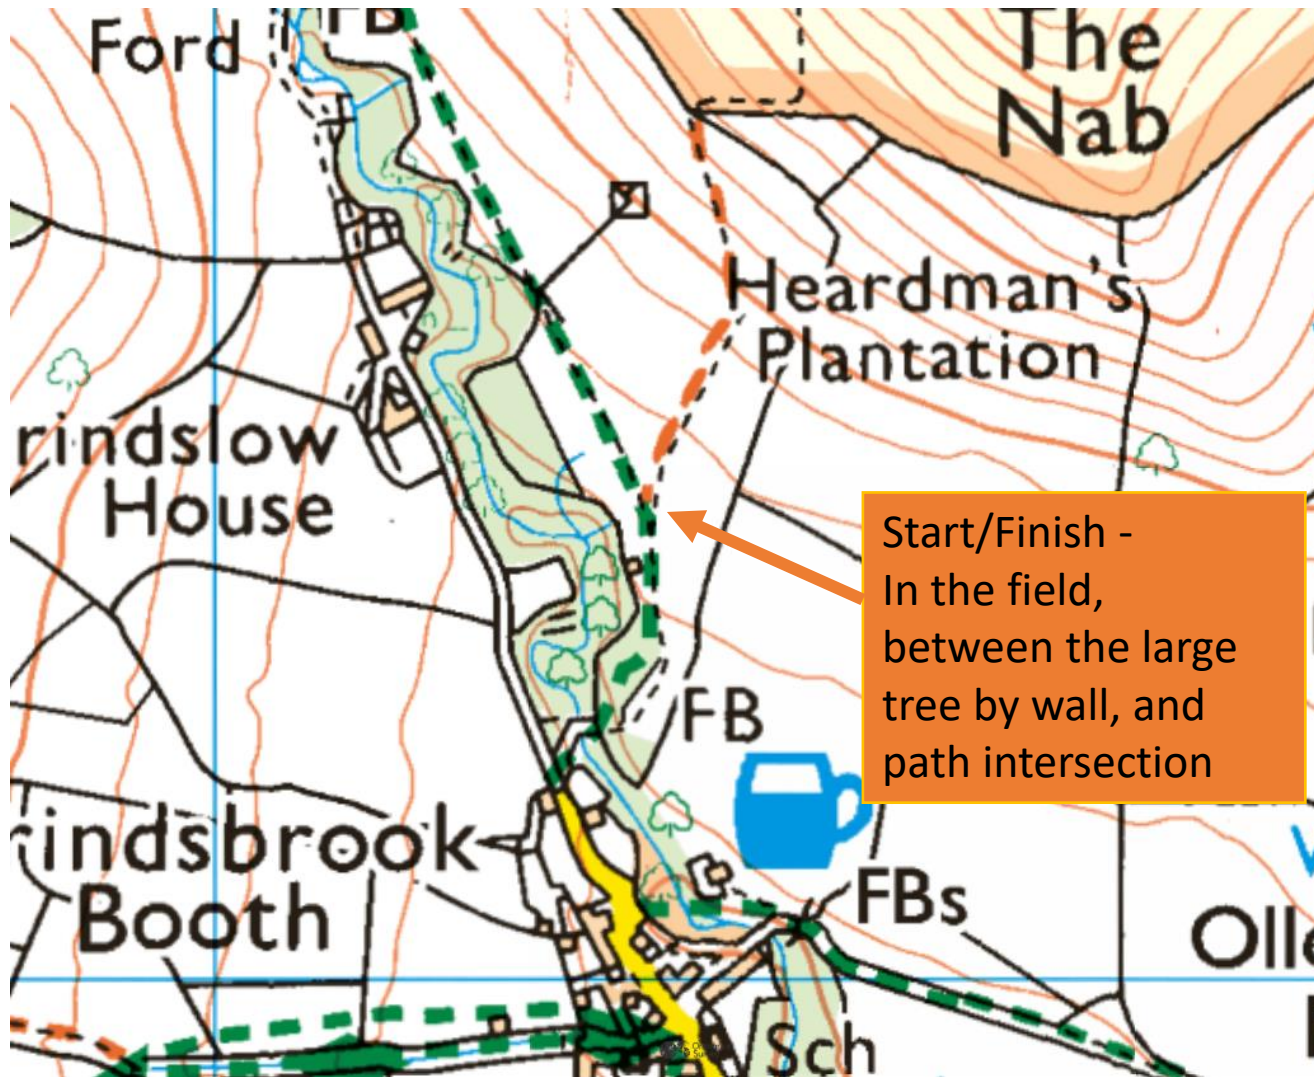 FB
Ford
The
Nab
Heardman's
Plantation
rindslow
House
Start/Finish -
In the field,
between the large
tree by wall, and
path intersection
FB
rindsbrook
Booth
FBs
Olle
Sch